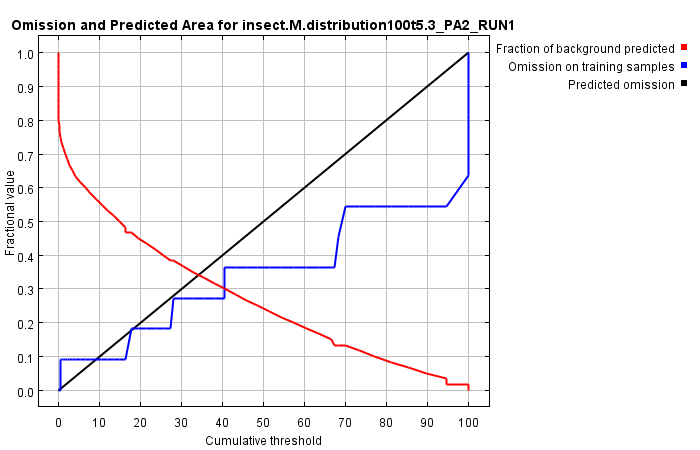 Omission and Predicted Area for insect.M.distribution100t5.3_PA2_RUN1
Fraction of background predicted
Omission on training samples
Predicted omission
Fractional value
1.0
0.9
0.8
0.7
0.6
0.5
0.4
0.3
0.2
0.1
0.0
0 10 20 30 40 50 60 70 80 90 100
Cumulative threshold